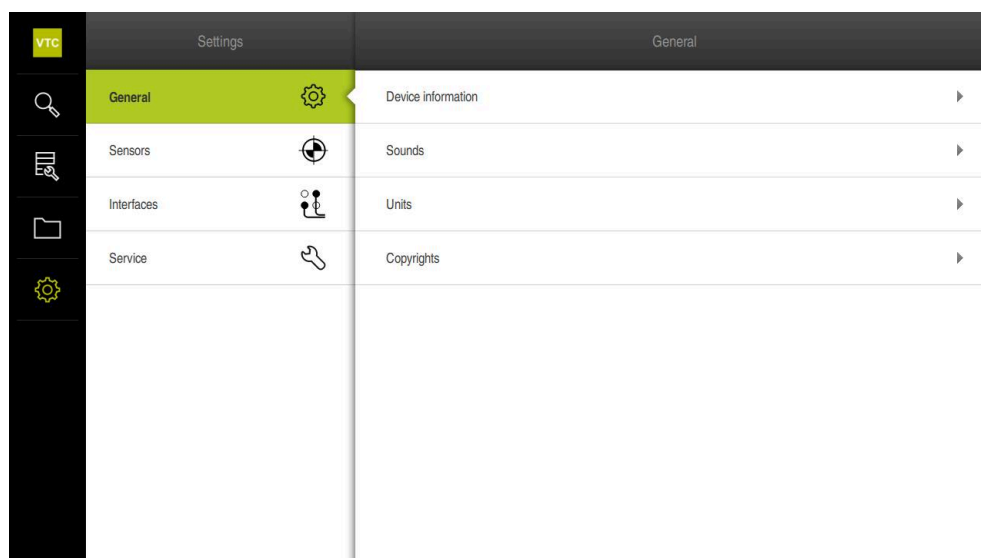 VTC
Settings
General
General
Device information
Sensors
Sounds
Interfaces
Units
Service
Copyrights